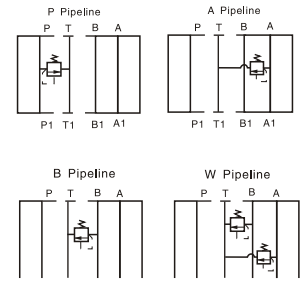 P Pipeline
A Pipeline
P T B A
P T B A
P1 T1 B1 A1
P1 T1 B1 A1
B Pipeline
W Pipeline
P T B A
P T B A